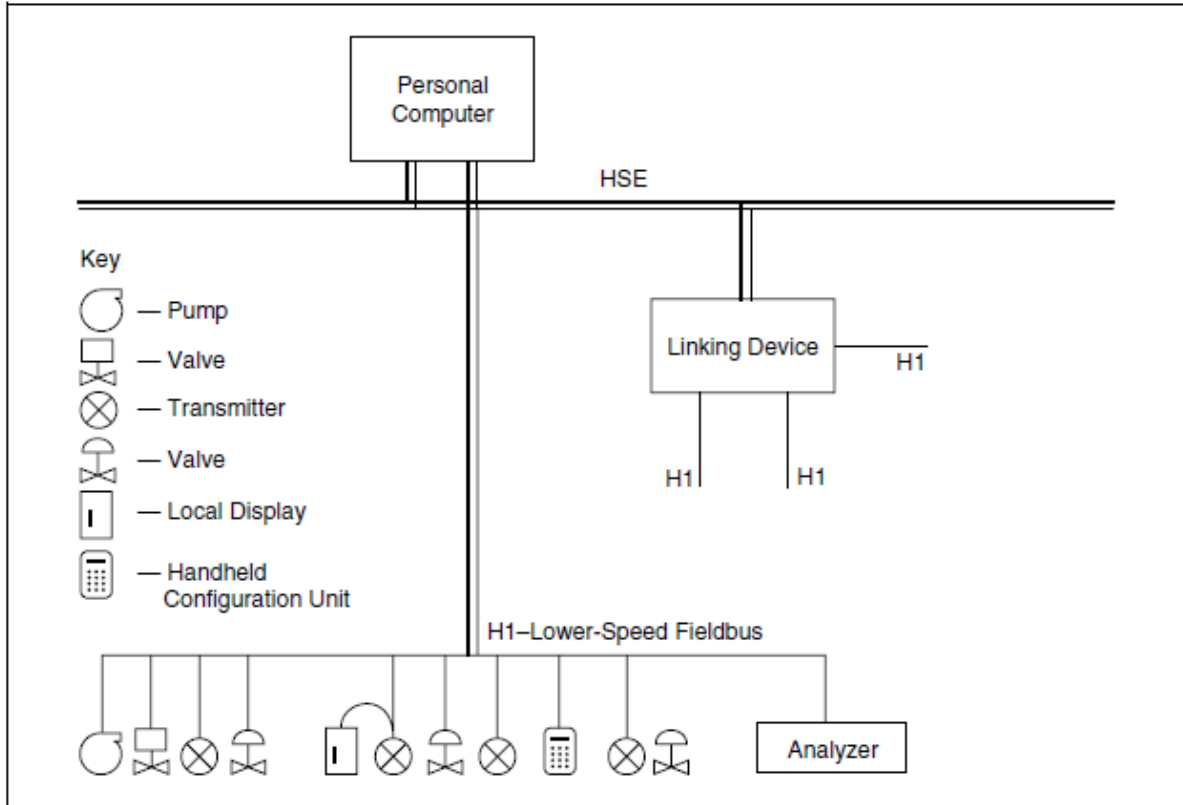 Personal
Computer
HSE
Key
— Pump
— Valve
— Transmitter
— Valve
— Local Display
— Handheld
Configuration Unit
Linking Device
H1
H1
H1
H1–Lower-Speed Fieldbus
Analyzer